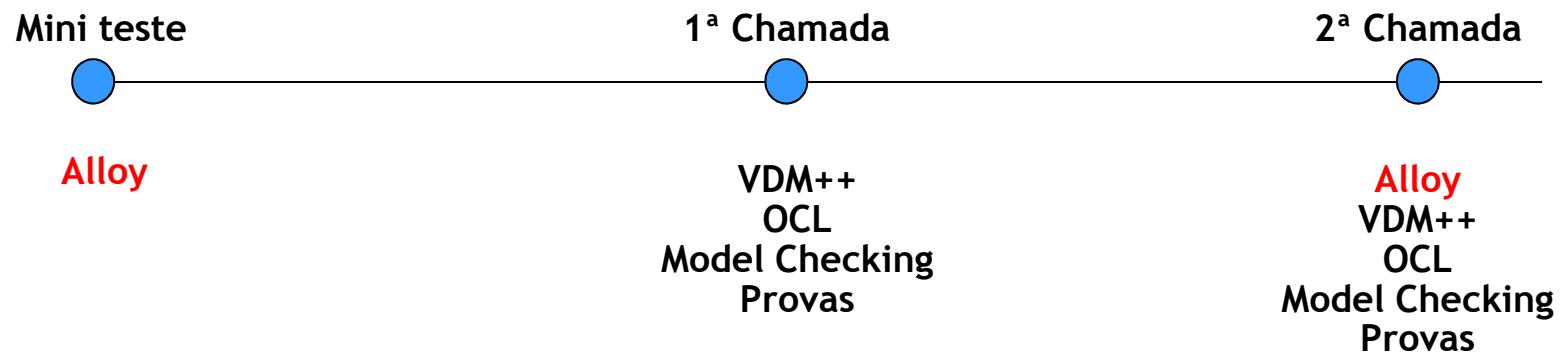 Mini teste
1ª Chamada
2ª Chamada
Alloy
VDM++
OCL
Model Checking
Provas
Alloy
VDM++
OCL
Model Checking
Provas